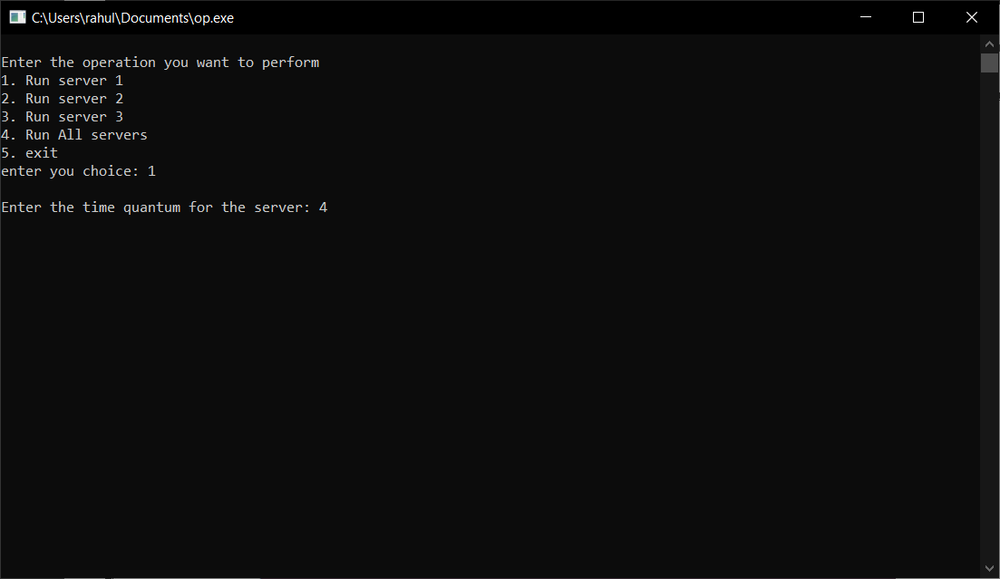 C:\Users\rahul\Documents\op.exe
Enter the operation you want to perform
1. Run server 1
2. Run server 2
3. Run server 3
4. Run All servers
5. exit
enter you choice: 1
Enter the time quantum for the server: 4